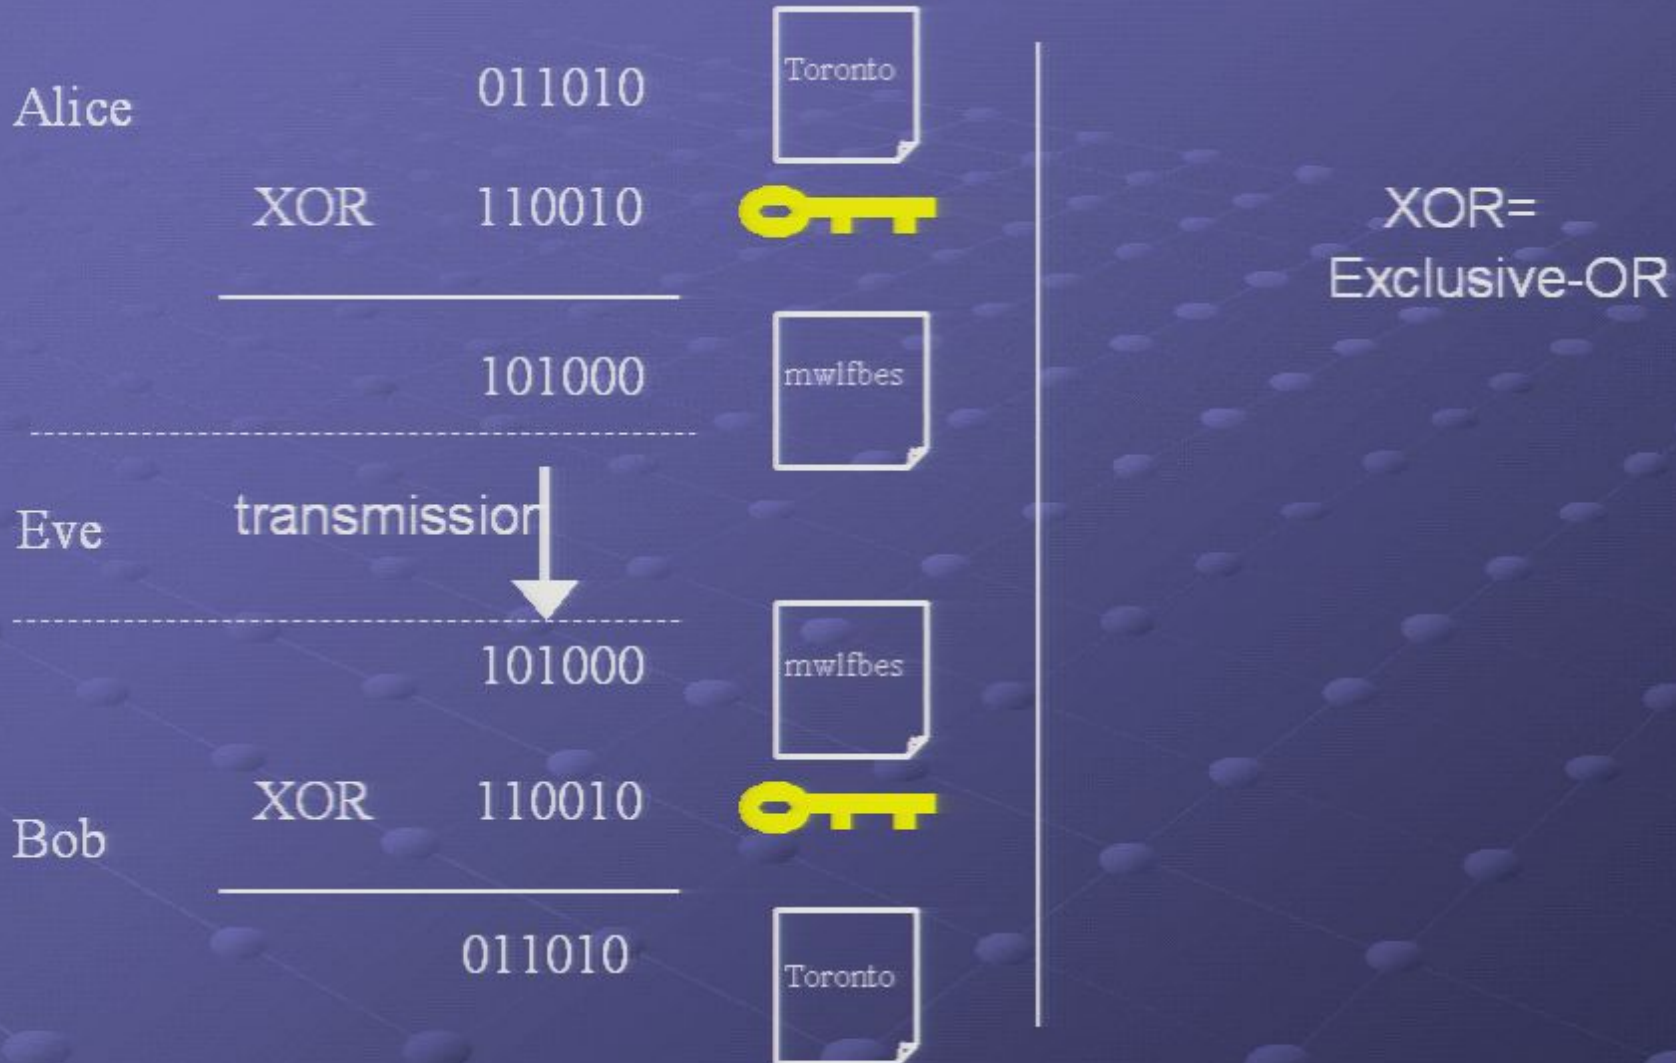 011010
Toronto
Alice
XOR 110010
101000
mwlfbes
Eve
transmission
101000
mwlfbes
XOR 110010
Bob
011010
Toronto
XOR=
Exclusive-OR